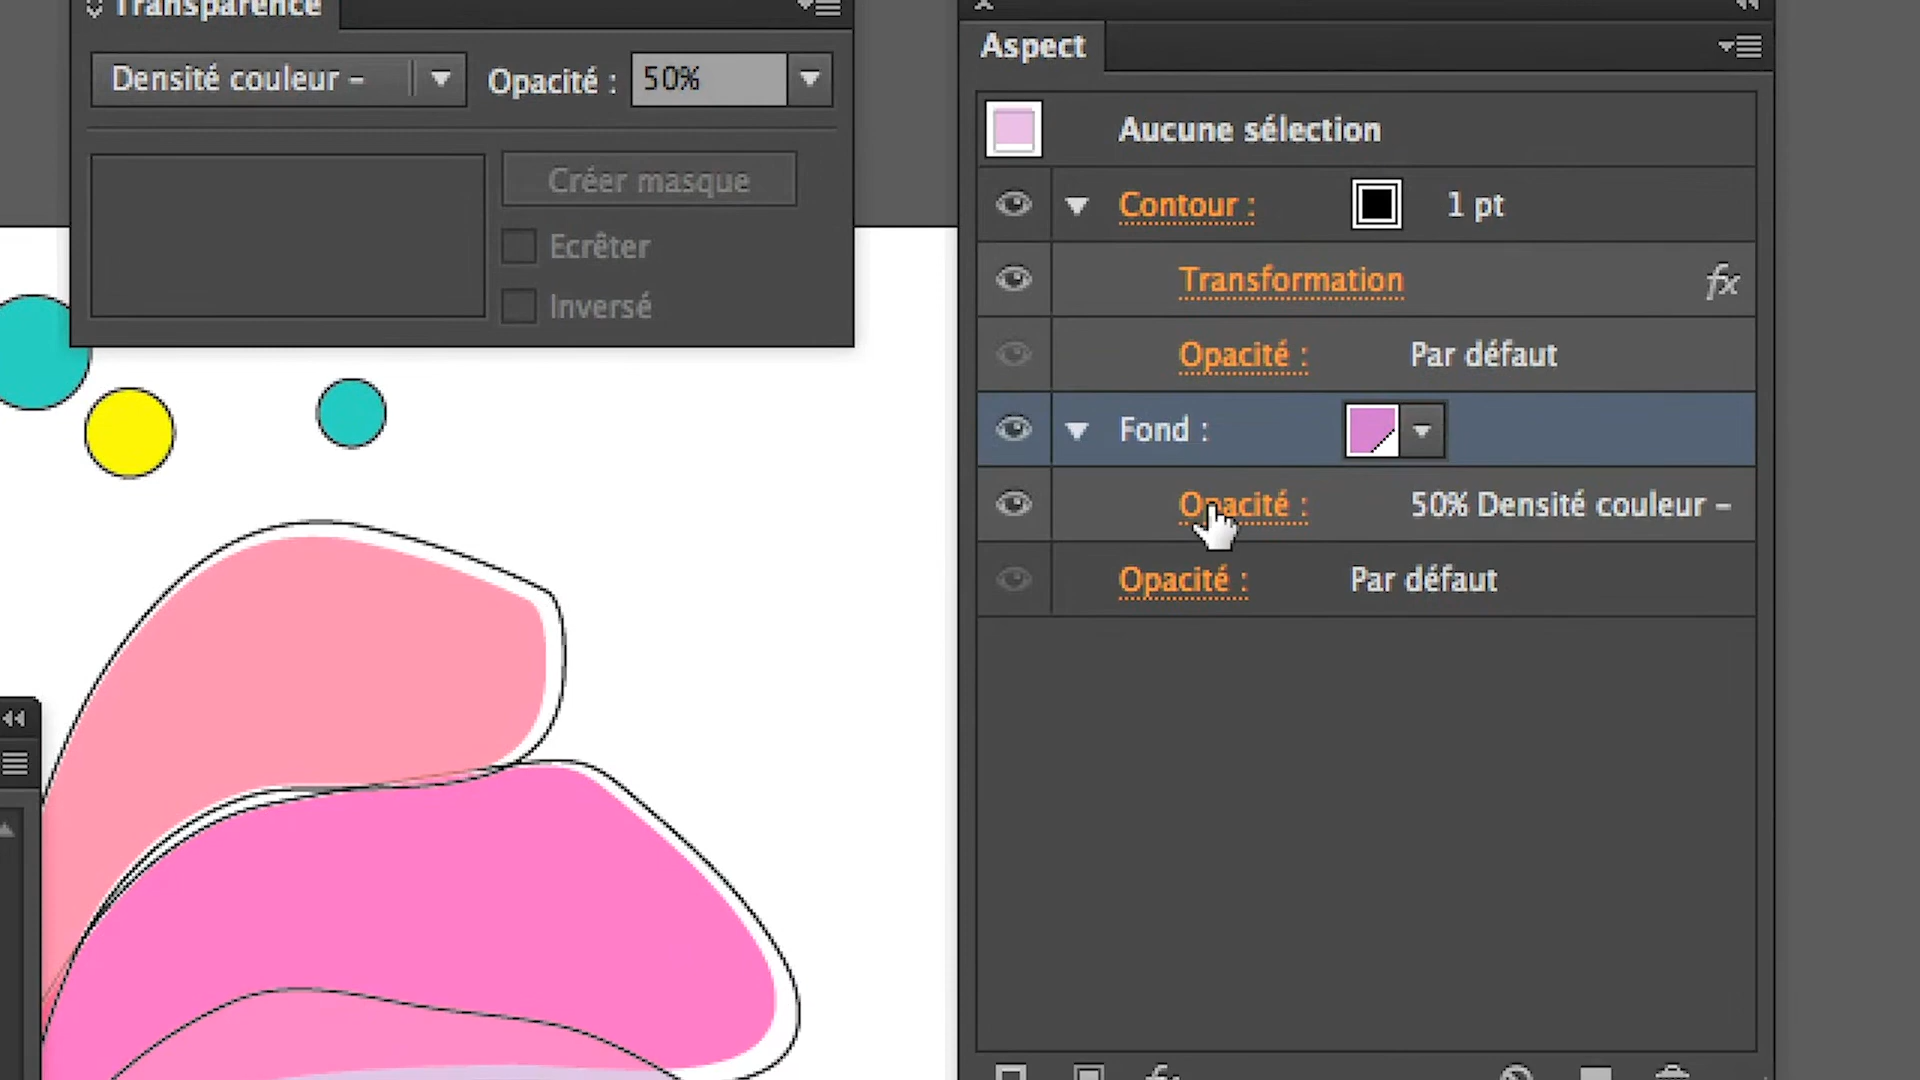 Transparence
Densité couleur –
Opacité :
50%
Créer masque
Ecrêter
Inversé
Aspect
Aucune sélection
Contour :
1 pt
Transformation
fx
Opacité :
Par défaut
Fond :
Opacité :
50% Densité couleur –
Opacité :
Par défaut